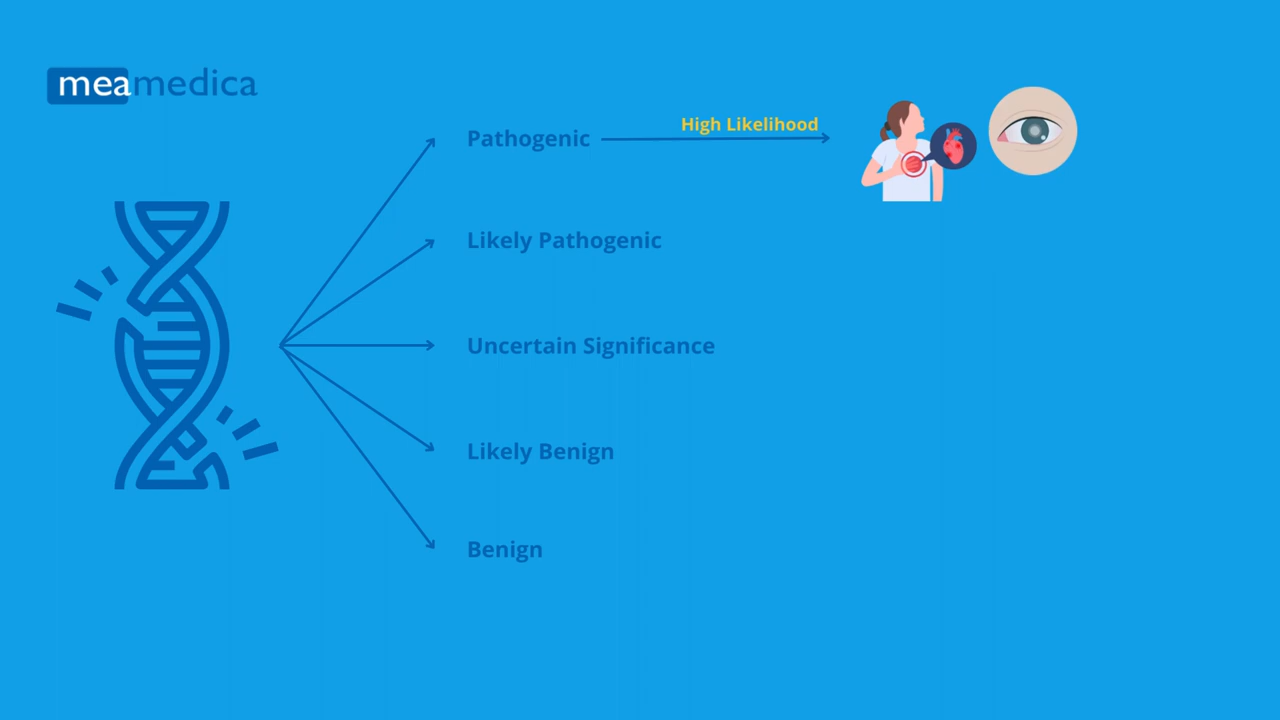 meamedica
High Likelihood
Pathogenic
Likely Pathogenic
Uncertain Significance
Likely Benign
Benign